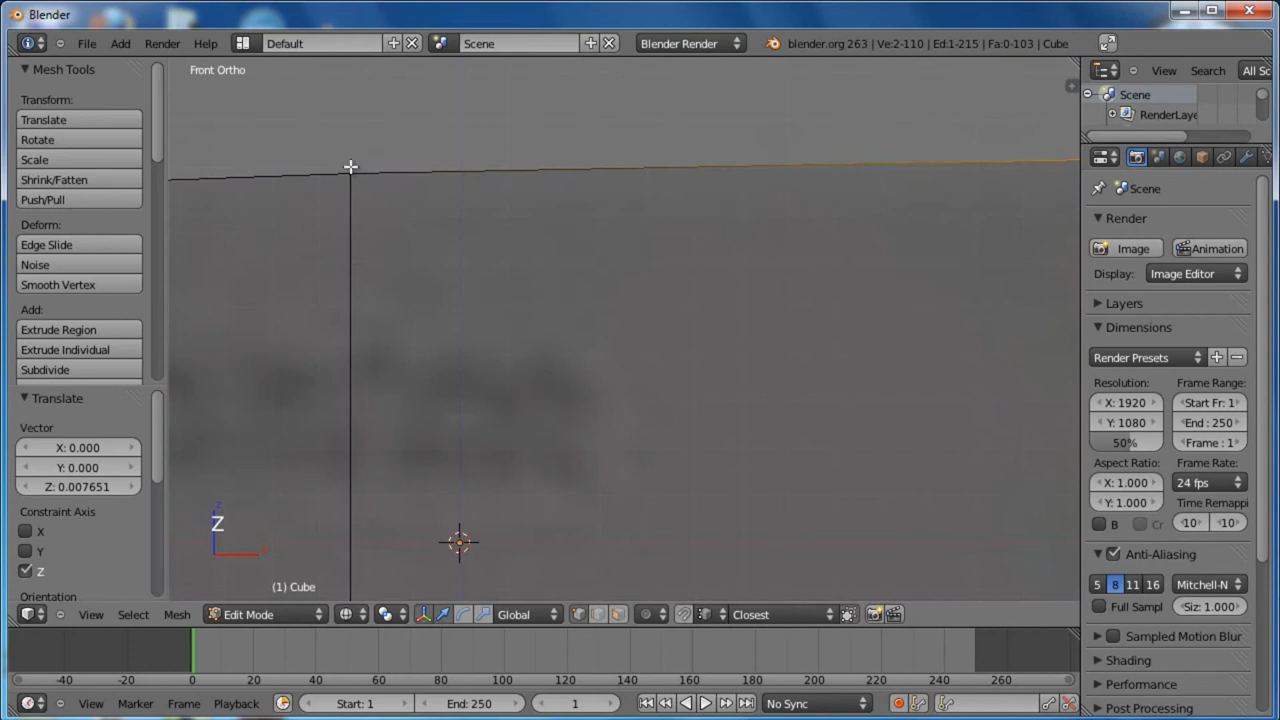 Blender
File Add Render Help Default Scene Blender Render blender.org 263 | Ve:2-110 | Ed:1-215 | Fa:0-103 | Cube
Mesh Tools
Transform:
Translate
Rotate
Scale
Shrink/Fatten
Push/Pull
Deform:
Edge Slide
Noise
Smooth Vertex
Add:
Extrude Region
Extrude Individual
Subdivide
Translate
Vector
X: 0.000
Y: 0.000
Z: 0.007651
Constraint Axis
X
Y
Z
Orientation
Front Ortho
z
Z
(1) Cube
View Select Mesh Edit Mode Global Closest
-40 -20 0 20 40 60 80 100 120 140 160 180 200 220 240 260
View Marker Frame Playback Start: 1 End: 250 1 No Sync
View Search All Sc
Scene
RenderLaye
Scene
Render
Image Animation
Display: Image Editor
Layers
Dimensions
Render Presets
Resolution: Frame Range:
X: 1920 Start Fr: 1
Y: 1080 End : 250
50% Frame : 1
Aspect Ratio: Frame Rate:
X: 1.000 24 fps
Y: 1.000 Time Remappi
B Cr 10 10
Anti-Aliasing
5 8 11 16 Mitchell-N
Full Sampl Siz: 1.000
Sampled Motion Blur
Shading
Performance
Post Processing